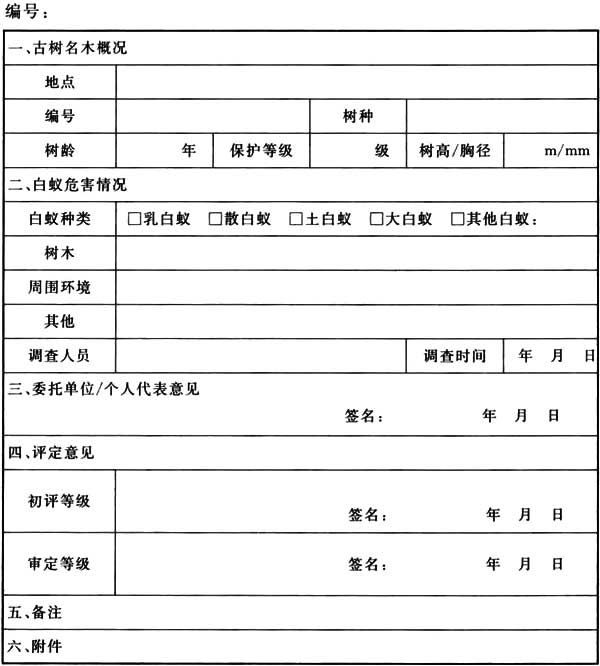 编号：
一、古树名木概况
地点
编号 树种
树龄 年 保护等级 级 树高/胸径 m/mm
二、白蚁危害情况
白蚁种类 □乳白蚁 □散白蚁 □土白蚁 □大白蚁 □其他白蚁：
树木
周围环境
其他
调查人员 调查时间 年 月 日
三、委托单位/个人代表意见
签名： 年 月 日
四、评定意见
初评等级
签名： 年 月 日
审定等级 签名： 年 月 日
五、备注
六、附件